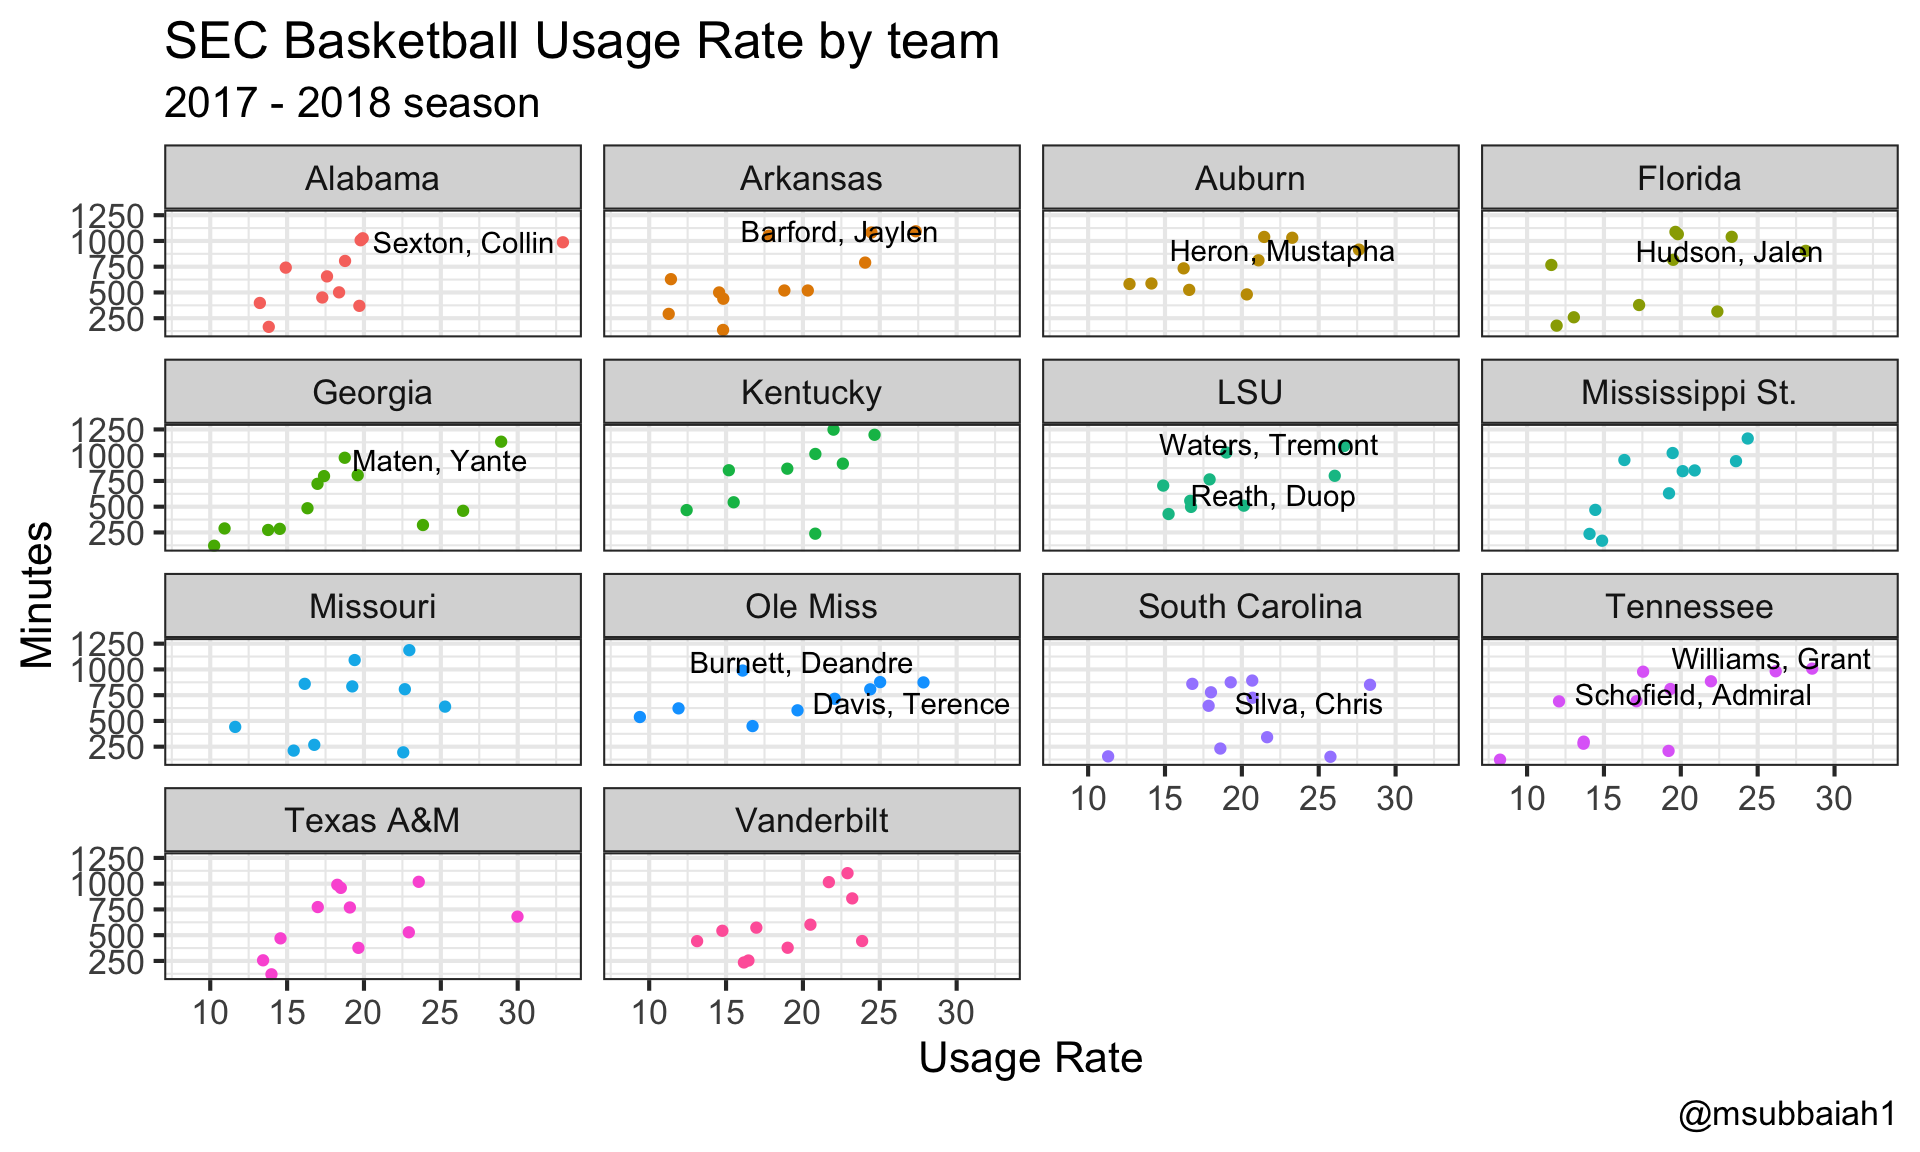 SEC Basketball Usage Rate by team
2017 - 2018 season
Alabama
Arkansas
Auburn
Florida
1250
1000
750
500
250
Sexton, Collin
Barford, Jaylen
Heron, Mustapha
Hudson, Jalen
Georgia
Kentucky
LSU
Mississippi St.
1250
1000
750
500
250
Maten, Yante
Waters, Tremont
Reath, Duop
Minutes
Missouri
Ole Miss
South Carolina
Tennessee
1250
1000
750
500
250
Burnett, Deandre
Davis, Terence
Silva, Chris
Williams, Grant
Schofield, Admiral
10 15 20 25 30
10 15 20 25 30
Texas A&M
Vanderbilt
1250
1000
750
500
250
10 15 20 25 30
10 15 20 25 30
Usage Rate
@msubbaiah1